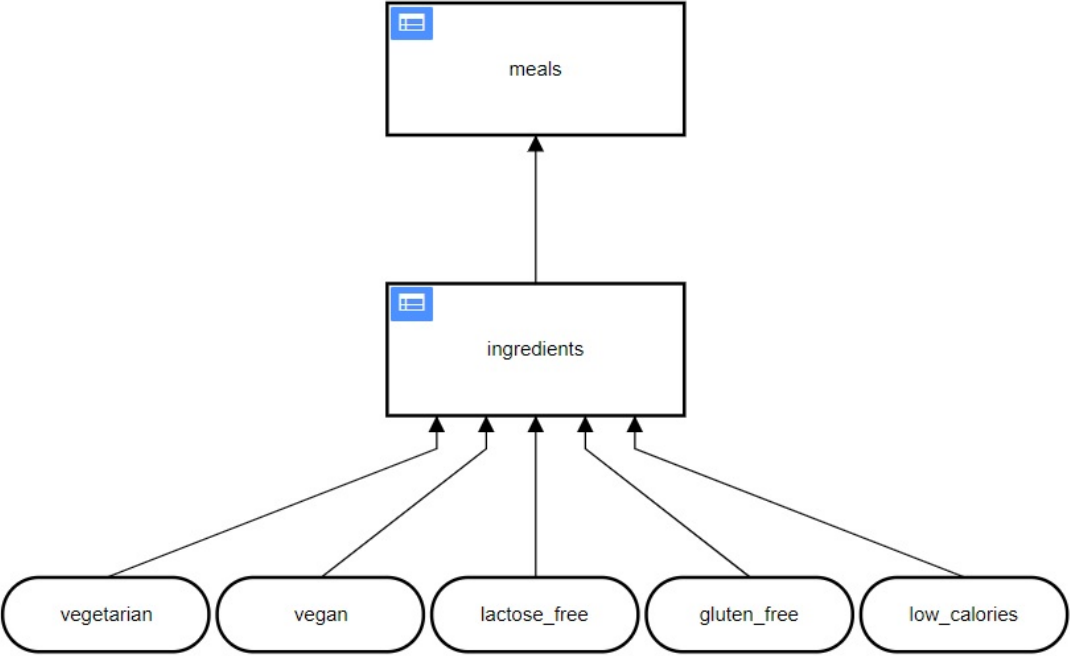 meals
ingredients
vegetarian
vegan
lactose_free
gluten_free
low_calories